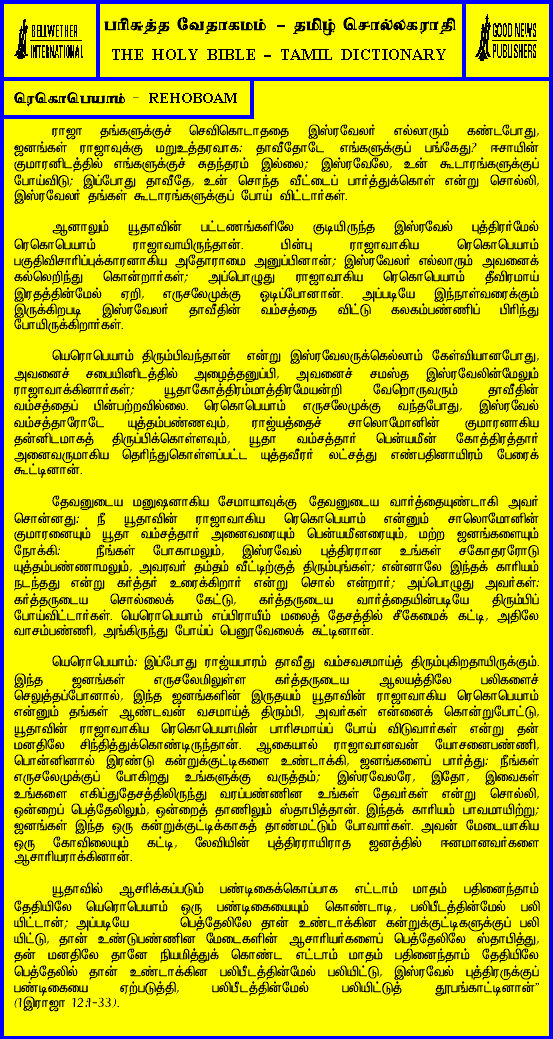 BELLWETHER
INTERNATIONAL
பரிசுத்த வேதாகமம் – தமிழ் சொல்லகராதி
THE HOLY BIBLE – TAMIL DICTIONARY
GOOD NEWS
PUBLISHERS
ரெகொபெயாம் – REHOBOAM
ராஜா தங்களுக்குச் செவிகொடாததை இஸ்ரவேலர் எல்லாரும் கண்டபோது,
ஜனங்கள் ராஜாவுக்கு மறுஉத்தரவாக: தாவீதோடே எங்களுக்குப் பங்கேது? ஈசாயின்
குமாரனிடத்தில் எங்களுக்குச் சுதந்தரம் இல்லை; இஸ்ரவேலே, உன் கூடாரங்களுக்குப்
போய்விடு; இப்போது தாவீதே, உன் சொந்த வீட்டைப் பார்த்துக்கொள் என்று சொல்லி,
இஸ்ரவேலர் தங்கள் கூடாரங்களுக்குப் போய் விட்டார்கள்.
ஆனாலும் யூதாவின் பட்டணங்களிலே குடியிருந்த இஸ்ரவேல் புத்திரர்மேல்
ரெகொபெயாம் ராஜாவாயிருந்தான். பின்பு ராஜாவாகிய ரெகொபெயாம்
பகுதிவிசாரிப்புக்காரனாகிய அதோராமை அனுப்பினான்; இஸ்ரவேலர் எல்லாரும் அவனைக்
கல்லெறிந்து கொன்றார்கள்; அப்பொழுது ராஜாவாகிய ரெகொபெயாம் தீவிரமாய்
இரதத்தின்மேல் ஏறி, எருசலேமுக்கு ஓடிப்போனான். அப்படியே இந்நாள்வரைக்கும்
இருக்கிறபடி இஸ்ரவேலர் தாவீதின் வம்சத்தை விட்டு கலகம்பண்ணிப் பிரிந்து
போயிருக்கிறார்கள்.
யெரொபெயாம் திரும்பிவந்தான் என்று இஸ்ரவேலருக்கெல்லாம் கேள்வியானபோது,
அவனைச் சபையினிடத்தில் அழைத்தனுப்பி, அவனைச் சமஸ்த இஸ்ரவேலின்மேலும்
ராஜாவாக்கினார்கள்; யூதாகோத்திரம்மாத்திரமேயன்றி வேறொருவரும் தாவீதின்
வம்சத்தைப் பின்பற்றவில்லை. ரெகொபெயாம் எருசலேமுக்கு வந்தபோது, இஸ்ரவேல்
வம்சத்தாரோடே யுத்தம்பண்ணவும், ராஜ்யத்தைச் சாலொமோனின் குமாரனாகிய
தன்னிடமாகத் திருப்பிக்கொள்ளவும், யூதா வம்சத்தார் பென்யமீன் கோத்திரத்தார்
அனைவருமாகிய தெரிந்துகொள்ளப்பட்ட யுத்தவீரர் லட்சத்து எண்பதினாயிரம் பேரைக்
கூட்டினான்.
தேவனுடைய மனுஷனாகிய சேமாயாவுக்கு தேவனுடைய வார்த்தையுண்டாகி அவர்
சொன்னது: நீ யூதாவின் ராஜாவாகிய ரெகொபெயாம் என்னும் சாலொமோனின்
குமாரனையும் யூதா வம்சத்தார் அனைவரையும் பென்யமீனரையும், மற்ற ஜனங்களையும்
நோக்கி: நீங்கள் போகாமலும், இஸ்ரவேல் புத்திரரான உங்கள் சகோதரரோடு
யுத்தம்பண்ணாமலும், அவரவர் தம்தம் வீட்டிற்குத் திரும்புங்கள்; என்னாலே இந்தக் காரியம்
நடந்தது என்று கர்த்தர் உரைக்கிறார் என்று சொல் என்றார்; அப்பொழுது அவர்கள்:
கர்த்தருடைய சொல்லைக் கேட்டு, கர்த்தருடைய வார்த்தையின்படியே திரும்பிப்
போய்விட்டார்கள். யெரொபெயாம் எப்பிராயீம் மலைத் தேசத்தில் சீகேமைக் கட்டி, அதிலே
வாசம்பண்ணி, அங்கிருந்து போய்ப் பெனூவேலைக் கட்டினான்.
யெரொபெயாம்: இப்போது ராஜ்யபாரம் தாவீது வம்சவசமாய்த் திரும்புகிறதாயிருக்கும்.
இந்த ஜனங்கள் எருசலேமிலுள்ள கர்த்தருடைய ஆலயத்திலே பலிகளைச்
செலுத்தப்போனால், இந்த ஜனங்களின் இருதயம் யூதாவின் ராஜாவாகிய ரெகொபெயாம்
என்னும் தங்கள் ஆண்டவன் வசமாய்த் திரும்பி, அவர்கள் என்னைக் கொன்றுபோட்டு,
யூதாவின் ராஜாவாகிய ரெகொபெயாமின் பாரிசமாய்ப் போய் விடுவார்கள் என்று தன்
மனதிலே சிந்தித்துக்கொண்டிருந்தான். ஆகையால் ராஜாவானவன் யோசனைபண்ணி,
பொன்னினால் இரண்டு கன்றுக்குட்டிகளை உண்டாக்கி, ஜனங்களைப் பார்த்து: நீங்கள்
எருசலேமுக்குப் போகிறது உங்களுக்கு வருத்தம்; இஸ்ரவேலரே, இதோ, இவைகள்
உங்களை எகிப்துதேசத்திலிருந்து வரப்பண்ணின உங்கள் தேவர்கள் என்று சொல்லி,
ஒன்றைப் பெத்தேலிலும், ஒன்றைத் தாணிலும் ஸ்தாபித்தான். இந்தக் காரியம் பாவமாயிற்று;
ஜனங்கள் இந்த ஒரு கன்றுக்குட்டிக்காகத் தாண்மட்டும் போவார்கள். அவன் மேடையாகிய
ஒரு கோவிலையும் கட்டி, லேவியின் புத்திரராயிராத ஜனத்தில் ஈனமானவர்களை
ஆசாரியராக்கினான்.
யூதாவில் ஆசரிக்கப்படும் பண்டிகைக்கொப்பாக எட்டாம் மாதம் பதினைந்தாம்
தேதியிலே யெரொபெயாம் ஒரு பண்டிகையையும் கொண்டாடி, பலிபீடத்தின்மேல் பலி
யிட்டான்; அப்படியே பெத்தேலிலே தான் உண்டாக்கின கன்றுக்குட்டிகளுக்குப் பலி
யிட்டு, தான் உண்டுபண்ணின மேடைகளின் ஆசாரியர்களைப் பெத்தேலிலே ஸ்தாபித்து,
தன் மனதிலே தானே நியமித்துக் கொண்ட எட்டாம் மாதம் பதினைந்தாம் தேதியிலே
பெத்தேலில் தான் உண்டாக்கின பலிபீடத்தின்மேல் பலியிட்டு, இஸ்ரவேல் புத்திரருக்குப்
பண்டிகையை ஏற்படுத்தி, பலிபீடத்தின்மேல் பலியிட்டுத் தூபங்காட்டினான்”
(1இராஜா 12:1-33).